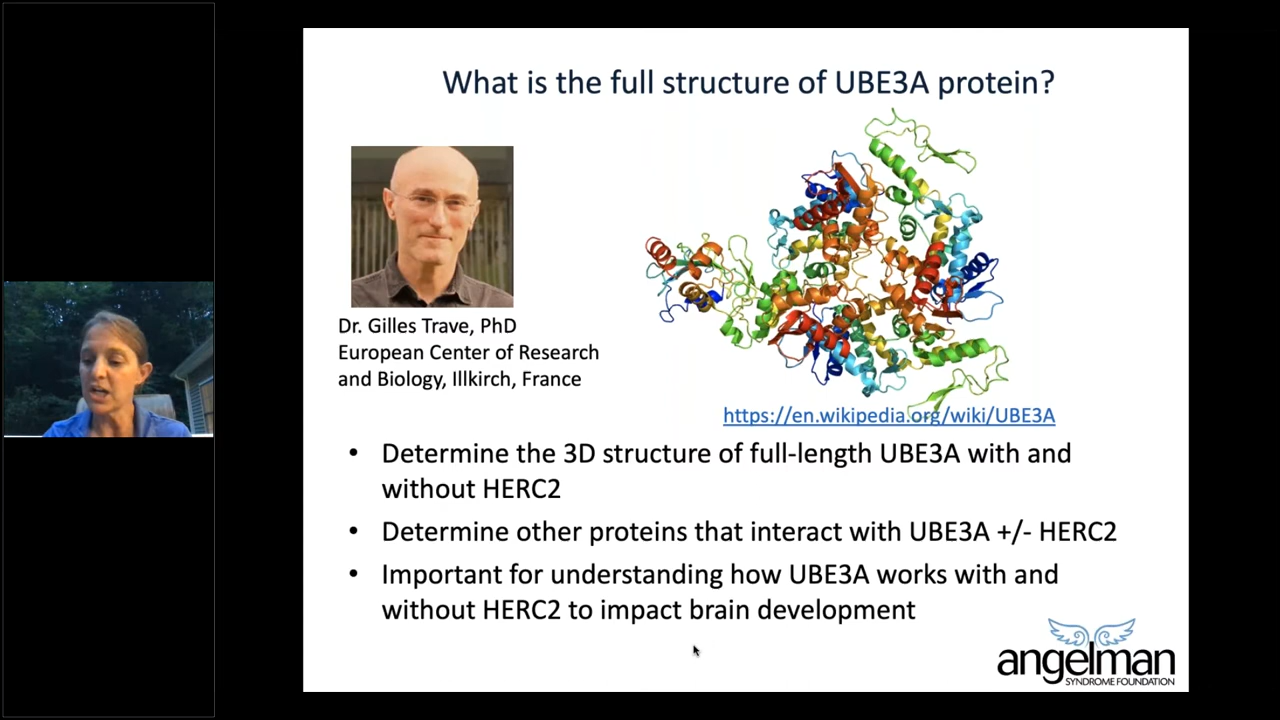 What is the full structure of UBE3A protein?
Dr. Gilles Trave, PhD
European Center of Research
and Biology, Illkirch, France
https://en.wikipedia.org/wiki/UBE3A
• Determine the 3D structure of full-length UBE3A with and
without HERC2
• Determine other proteins that interact with UBE3A +/- HERC2
• Important for understanding how UBE3A works with and
without HERC2 to impact brain development
angelman
SYNDROME FOUNDATION